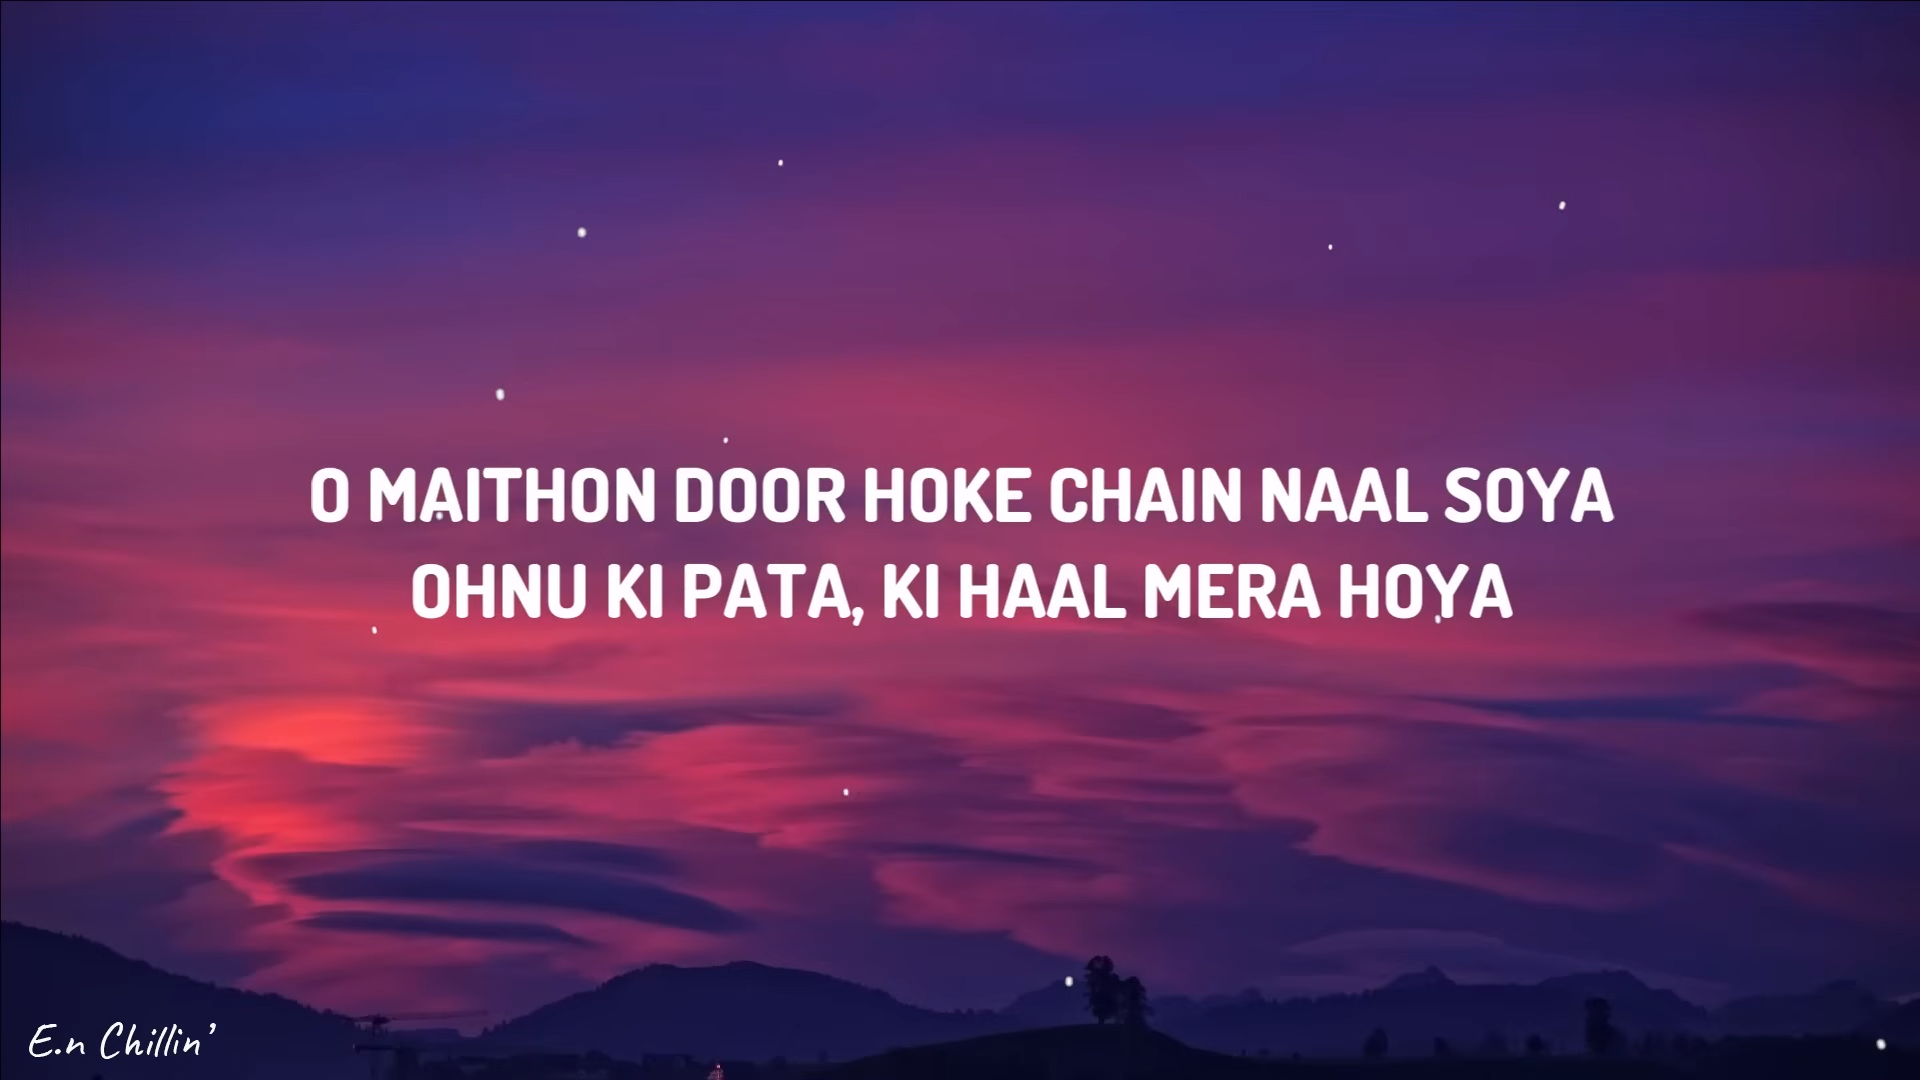 O MAITHON DOOR HOKE CHAIN NAAL SOYA
OHNU KI PATA, KI HAAL MERA HOYA
E.n Chillin'